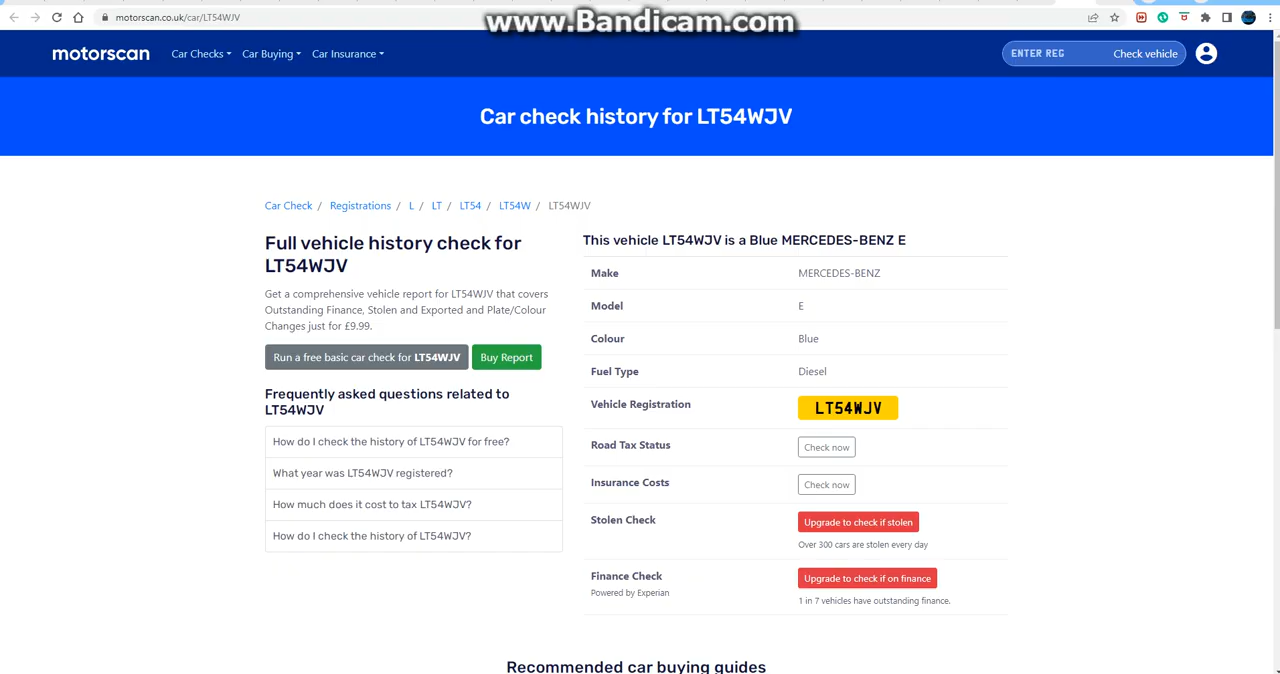 motorscan.co.uk/car/LT54WJV
www.Bandicam.com
motorscan
Car Checks
Car Buying
Car Insurance
ENTER REG
Check vehicle
Car check history for LT54WJV
Car Check / Registrations / L / LT / LT54 / LT54W / LT54WJV
Full vehicle history check for
LT54WJV
Get a comprehensive vehicle report for LT54WJV that covers
Outstanding Finance, Stolen and Exported and Plate/Colour
Changes just for £9.99.
Run a free basic car check for LT54WJV
Buy Report
Frequently asked questions related to
LT54WJV
How do I check the history of LT54WJV for free?
What year was LT54WJV registered?
How much does it cost to tax LT54WJV?
How do I check the history of LT54WJV?
This vehicle LT54WJV is a Blue MERCEDES-BENZ E
Make MERCEDES-BENZ
Model E
Colour Blue
Fuel Type Diesel
Vehicle Registration LT54WJV
Road Tax Status Check now
Insurance Costs Check now
Stolen Check Upgrade to check if stolen
Over 300 cars are stolen every day
Finance Check Upgrade to check if on finance
Powered by Experian 1 in 7 vehicles have outstanding finance.
Recommended car buying guides